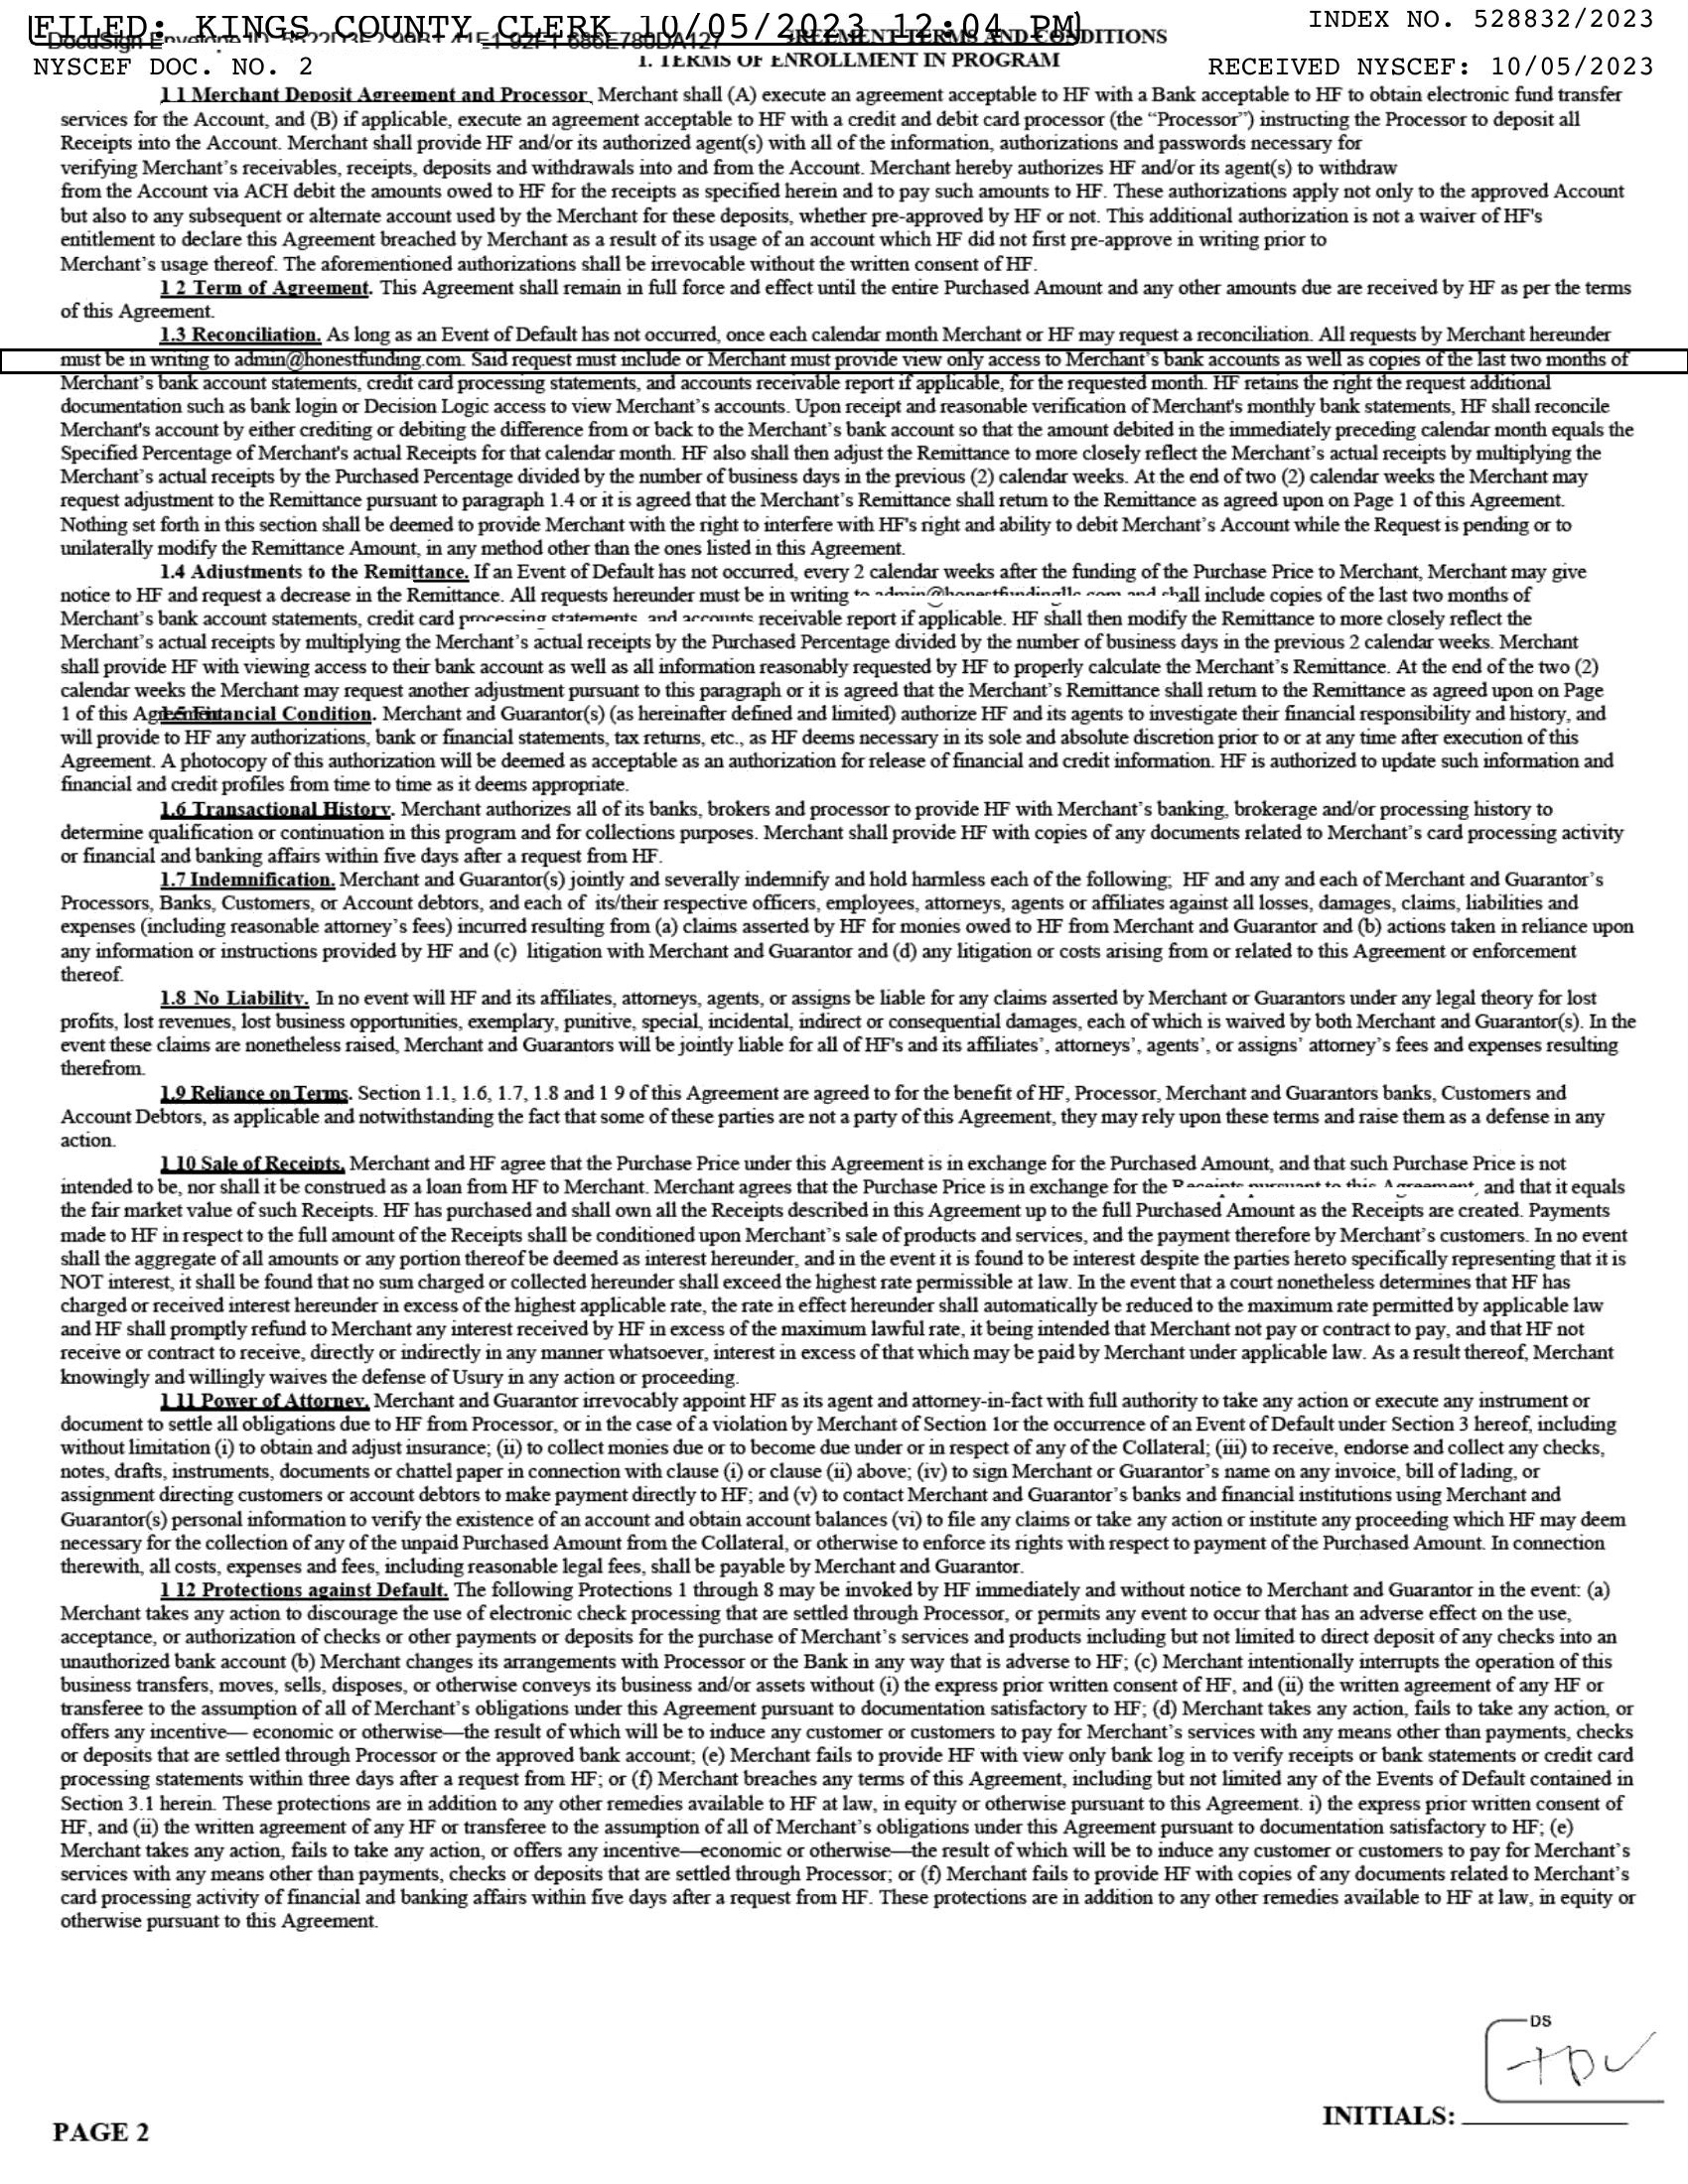 FILED: KINGS COUNTY CLERK 10/05/2023 12:04 PM
INDEX NO. 528832/2023
DocuSign Envelope ID:
AGREEMENT TERMS AND CONDITIONS
NYSCEF DOC. NO. 2
1. TERMS OF ENROLLMENT IN PROGRAM
RECEIVED NYSCEF: 10/05/2023
1 1 Merchant Deposit Agreement and Processor. Merchant shall (A) execute an agreement acceptable to HF with a Bank acceptable to HF to obtain electronic fund transfer
services for the Account, and (B) if applicable, execute an agreement acceptable to HF with a credit and debit card processor (the “Processor”) instructing the Processor to deposit all
Receipts into the Account. Merchant shall provide HF and/or its authorized agent(s) with all of the information, authorizations and passwords necessary for
verifying Merchant’s receivables, receipts, deposits and withdrawals into and from the Account. Merchant hereby authorizes HF and/or its agent(s) to withdraw
from the Account via ACH debit the amounts owed to HF for the receipts as specified herein and to pay such amounts to HF. These authorizations apply not only to the approved Account
but also to any subsequent or alternate account used by the Merchant for these deposits, whether pre-approved by HF or not. This additional authorization is not a waiver of HF's
entitlement to declare this Agreement breached by Merchant as a result of its usage of an account which HF did not first pre-approve in writing prior to
Merchant’s usage thereof. The aforementioned authorizations shall be irrevocable without the written consent of HF.
1 2 Term of Agreement. This Agreement shall remain in full force and effect until the entire Purchased Amount and any other amounts due are received by HF as per the terms
of this Agreement.
1.3 Reconciliation. As long as an Event of Default has not occurred, once each calendar month Merchant or HF may request a reconciliation. All requests by Merchant hereunder
must be in writing to admin@honestfunding.com. Said request must include or Merchant must provide view only access to Merchant’s bank accounts as well as copies of the last two months of
Merchant’s bank account statements, credit card processing statements, and accounts receivable report if applicable, for the requested month. HF retains the right the request additional
documentation such as bank login or Decision Logic access to view Merchant’s accounts. Upon receipt and reasonable verification of Merchant's monthly bank statements, HF shall reconcile
Merchant's account by either crediting or debiting the difference from or back to the Merchant’s bank account so that the amount debited in the immediately preceding calendar month equals the
Specified Percentage of Merchant's actual Receipts for that calendar month. HF also shall then adjust the Remittance to more closely reflect the Merchant’s actual receipts by multiplying the
Merchant’s actual receipts by the Purchased Percentage divided by the number of business days in the previous (2) calendar weeks. At the end of two (2) calendar weeks the Merchant may
request adjustment to the Remittance pursuant to paragraph 1.4 or it is agreed that the Merchant’s Remittance shall return to the Remittance as agreed upon on Page 1 of this Agreement.
Nothing set forth in this section shall be deemed to provide Merchant with the right to interfere with HF's right and ability to debit Merchant’s Account while the Request is pending or to
unilaterally modify the Remittance Amount, in any method other than the ones listed in this Agreement.
1.4 Adjustments to the Remittance. If an Event of Default has not occurred, every 2 calendar weeks after the funding of the Purchase Price to Merchant, Merchant may give
notice to HF and request a decrease in the Remittance. All requests hereunder must be in writing to admin@honestfundingllc.com and shall include copies of the last two months of
Merchant’s bank account statements, credit card processing statements, and accounts receivable report if applicable. HF shall then modify the Remittance to more closely reflect the
Merchant’s actual receipts by multiplying the Merchant’s actual receipts by the Purchased Percentage divided by the number of business days in the previous 2 calendar weeks. Merchant
shall provide HF with viewing access to their bank account as well as all information reasonably requested by HF to properly calculate the Merchant’s Remittance. At the end of the two (2)
calendar weeks the Merchant may request another adjustment pursuant to this paragraph or it is agreed that the Merchant’s Remittance shall return to the Remittance as agreed upon on Page
1 of this Agreement. 1.5 Financial Condition. Merchant and Guarantor(s) (as hereinafter defined and limited) authorize HF and its agents to investigate their financial responsibility and history, and
will provide to HF any authorizations, bank or financial statements, tax returns, etc., as HF deems necessary in its sole and absolute discretion prior to or at any time after execution of this
Agreement. A photocopy of this authorization will be deemed as acceptable as an authorization for release of financial and credit information. HF is authorized to update such information and
financial and credit profiles from time to time as it deems appropriate.
1.6 Transactional History. Merchant authorizes all of its banks, brokers and processor to provide HF with Merchant’s banking, brokerage and/or processing history to
determine qualification or continuation in this program and for collections purposes. Merchant shall provide HF with copies of any documents related to Merchant’s card processing activity
or financial and banking affairs within five days after a request from HF.
1.7 Indemnification. Merchant and Guarantor(s) jointly and severally indemnify and hold harmless each of the following; HF and any and each of Merchant and Guarantor’s
Processors, Banks, Customers, or Account debtors, and each of its/their respective officers, employees, attorneys, agents or affiliates against all losses, damages, claims, liabilities and
expenses (including reasonable attorney’s fees) incurred resulting from (a) claims asserted by HF for monies owed to HF from Merchant and Guarantor and (b) actions taken in reliance upon
any information or instructions provided by HF and (c) litigation with Merchant and Guarantor and (d) any litigation or costs arising from or related to this Agreement or enforcement
thereof.
1.8 No Liability. In no event will HF and its affiliates, attorneys, agents, or assigns be liable for any claims asserted by Merchant or Guarantors under any legal theory for lost
profits, lost revenues, lost business opportunities, exemplary, punitive, special, incidental, indirect or consequential damages, each of which is waived by both Merchant and Guarantor(s). In the
event these claims are nonetheless raised, Merchant and Guarantors will be jointly liable for all of HF's and its affiliates’, attorneys’, agents’, or assigns’ attorney’s fees and expenses resulting
therefrom.
1.9 Reliance on Terms. Section 1.1, 1.6, 1.7, 1.8 and 1 9 of this Agreement are agreed to for the benefit of HF, Processor, Merchant and Guarantors banks, Customers and
Account Debtors, as applicable and notwithstanding the fact that some of these parties are not a party of this Agreement, they may rely upon these terms and raise them as a defense in any
action.
1 10 Sale of Receipts. Merchant and HF agree that the Purchase Price under this Agreement is in exchange for the Purchased Amount, and that such Purchase Price is not
intended to be, nor shall it be construed as a loan from HF to Merchant. Merchant agrees that the Purchase Price is in exchange for the Receipts pursuant to this Agreement, and that it equals
the fair market value of such Receipts. HF has purchased and shall own all the Receipts described in this Agreement up to the full Purchased Amount as the Receipts are created. Payments
made to HF in respect to the full amount of the Receipts shall be conditioned upon Merchant’s sale of products and services, and the payment therefore by Merchant’s customers. In no event
shall the aggregate of all amounts or any portion thereof be deemed as interest hereunder, and in the event it is found to be interest despite the parties hereto specifically representing that it is
NOT interest, it shall be found that no sum charged or collected hereunder shall exceed the highest rate permissible at law. In the event that a court nonetheless determines that HF has
charged or received interest hereunder in excess of the highest applicable rate, the rate in effect hereunder shall automatically be reduced to the maximum rate permitted by applicable law
and HF shall promptly refund to Merchant any interest received by HF in excess of the maximum lawful rate, it being intended that Merchant not pay or contract to pay, and that HF not
receive or contract to receive, directly or indirectly in any manner whatsoever, interest in excess of that which may be paid by Merchant under applicable law. As a result thereof, Merchant
knowingly and willingly waives the defense of Usury in any action or proceeding.
1 11 Power of Attorney. Merchant and Guarantor irrevocably appoint HF as its agent and attorney-in-fact with full authority to take any action or execute any instrument or
document to settle all obligations due to HF from Processor, or in the case of a violation by Merchant of Section 1or the occurrence of an Event of Default under Section 3 hereof, including
without limitation (i) to obtain and adjust insurance; (ii) to collect monies due or to become due under or in respect of any of the Collateral; (iii) to receive, endorse and collect any checks,
notes, drafts, instruments, documents or chattel paper in connection with clause (i) or clause (ii) above; (iv) to sign Merchant or Guarantor’s name on any invoice, bill of lading, or
assignment directing customers or account debtors to make payment directly to HF; and (v) to contact Merchant and Guarantor’s banks and financial institutions using Merchant and
Guarantor(s) personal information to verify the existence of an account and obtain account balances (vi) to file any claims or take any action or institute any proceeding which HF may deem
necessary for the collection of any of the unpaid Purchased Amount from the Collateral, or otherwise to enforce its rights with respect to payment of the Purchased Amount. In connection
therewith, all costs, expenses and fees, including reasonable legal fees, shall be payable by Merchant and Guarantor.
1 12 Protections against Default. The following Protections 1 through 8 may be invoked by HF immediately and without notice to Merchant and Guarantor in the event: (a)
Merchant takes any action to discourage the use of electronic check processing that are settled through Processor, or permits any event to occur that has an adverse effect on the use,
acceptance, or authorization of checks or other payments or deposits for the purchase of Merchant’s services and products including but not limited to direct deposit of any checks into an
unauthorized bank account (b) Merchant changes its arrangements with Processor or the Bank in any way that is adverse to HF; (c) Merchant intentionally interrupts the operation of this
business transfers, moves, sells, disposes, or otherwise conveys its business and/or assets without (i) the express prior written consent of HF, and (ii) the written agreement of any HF or
transferee to the assumption of all of Merchant’s obligations under this Agreement pursuant to documentation satisfactory to HF; (d) Merchant takes any action, fails to take any action, or
offers any incentive— economic or otherwise—the result of which will be to induce any customer or customers to pay for Merchant’s services with any means other than payments, checks
or deposits that are settled through Processor or the approved bank account; (e) Merchant fails to provide HF with view only bank log in to verify receipts or bank statements or credit card
processing statements within three days after a request from HF; or (f) Merchant breaches any terms of this Agreement, including but not limited any of the Events of Default contained in
Section 3.1 herein. These protections are in addition to any other remedies available to HF at law, in equity or otherwise pursuant to this Agreement. i) the express prior written consent of
HF, and (ii) the written agreement of any HF or transferee to the assumption of all of Merchant’s obligations under this Agreement pursuant to documentation satisfactory to HF; (e)
Merchant takes any action, fails to take any action, or offers any incentive—economic or otherwise—the result of which will be to induce any customer or customers to pay for Merchant’s
services with any means other than payments, checks or deposits that are settled through Processor; or (f) Merchant fails to provide HF with copies of any documents related to Merchant’s
card processing activity of financial and banking affairs within five days after a request from HF. These protections are in addition to any other remedies available to HF at law, in equity or
otherwise pursuant to this Agreement.
DS
INITIALS:
PAGE 2